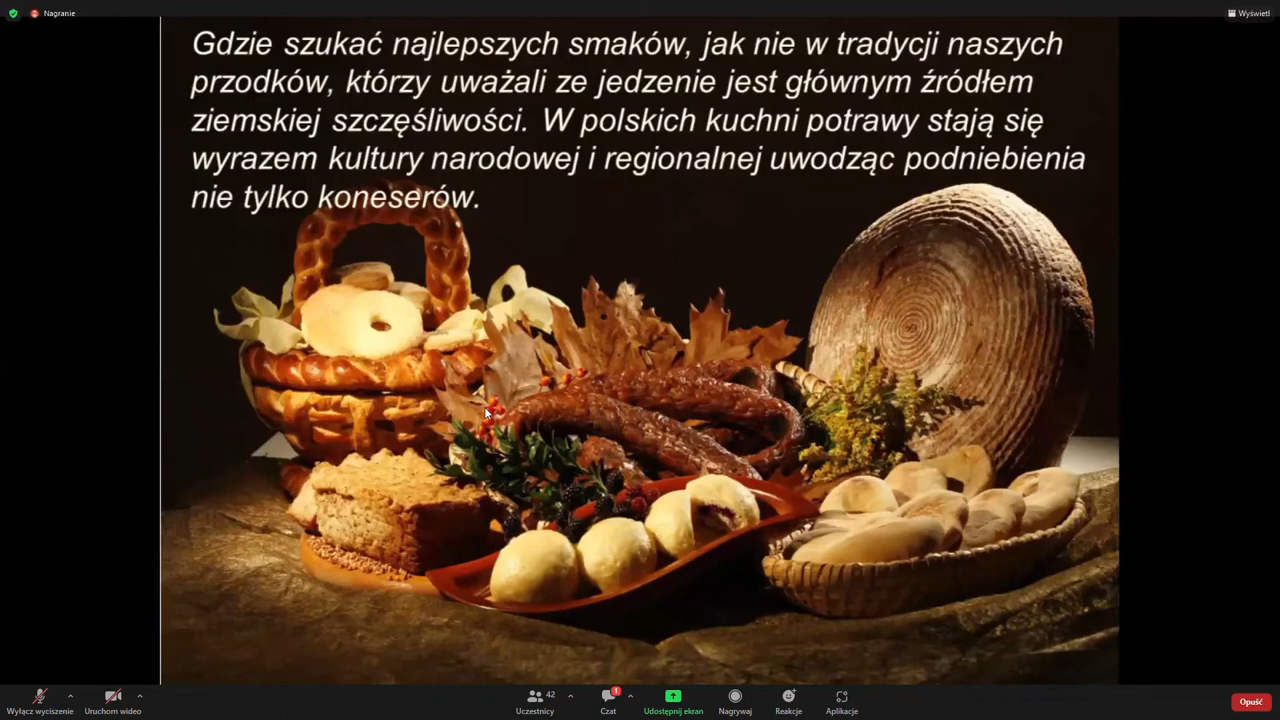 Nagranie
Wyświetl
Gdzie szukać najlepszych smaków, jak nie w tradycji naszych
przodków, którzy uważali ze jedzenie jest głównym źródłem
ziemskiej szczęśliwości. W polskich kuchni potrawy stają się
wyrazem kultury narodowej i regionalnej uwodząc podniebienia
nie tylko koneserów.
Wyłącz wyciszenie
Uruchom wideo
42
Uczestnicy
1
Czat
Udostępnij ekran
Nagrywaj
Reakcje
Aplikacje
Opuść